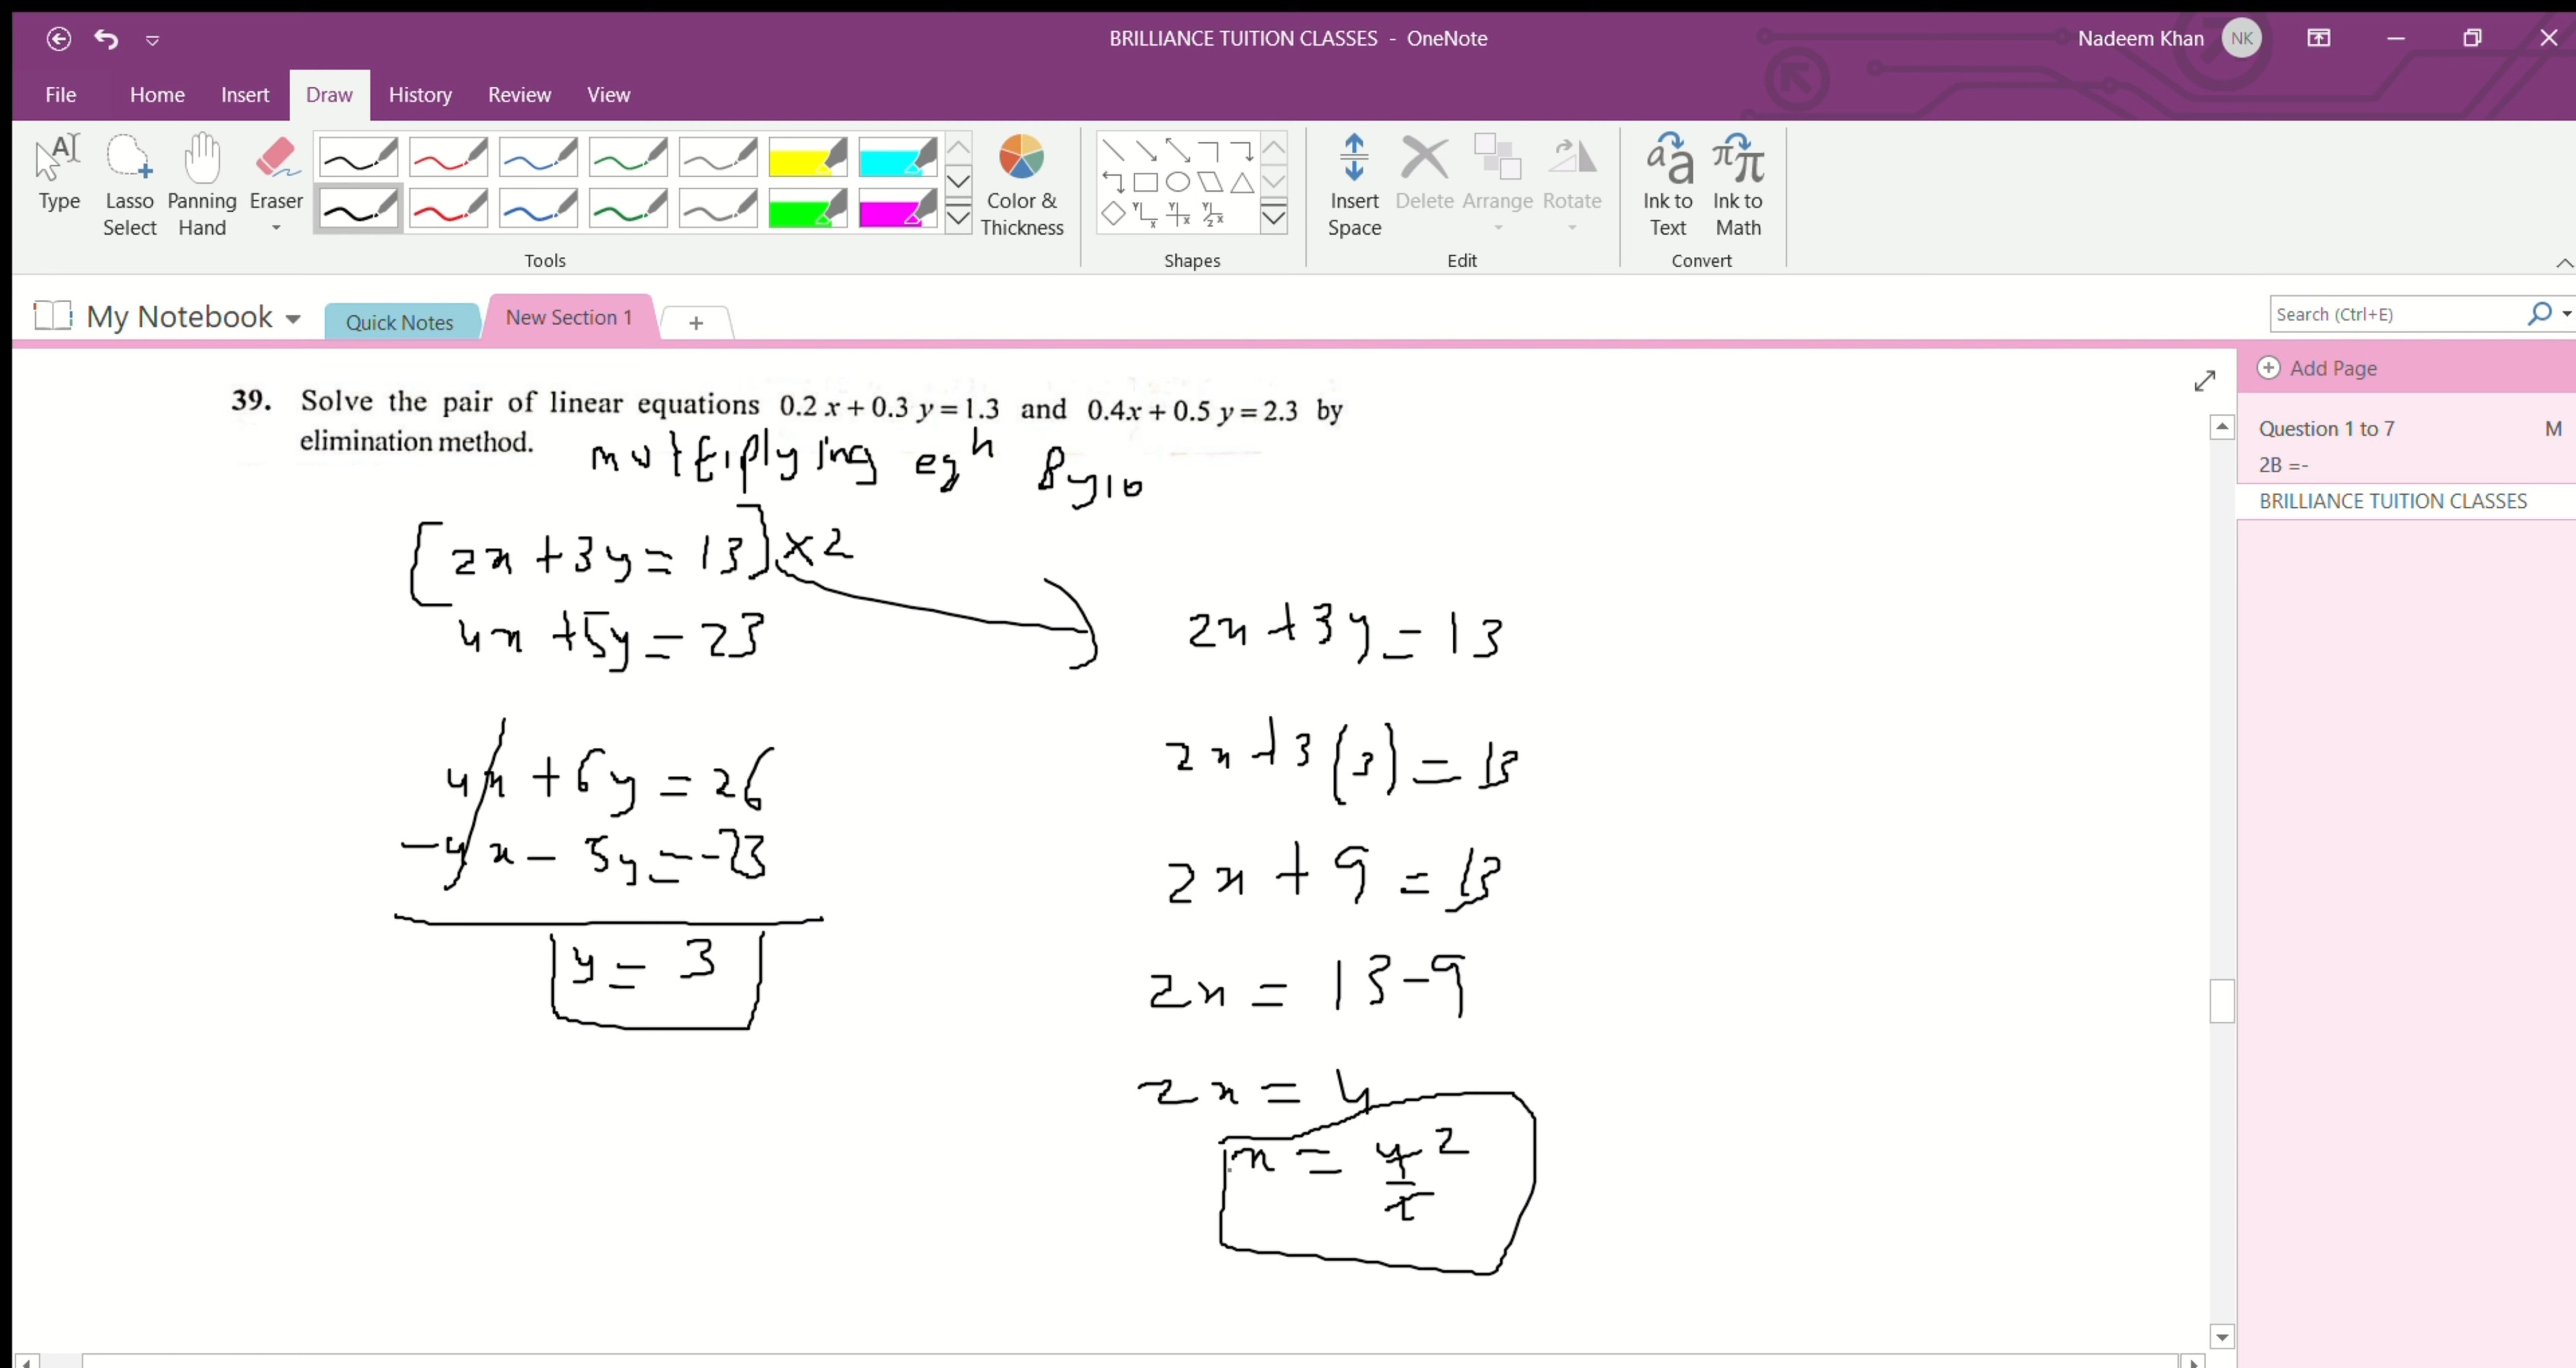 BRILLIANCE TUITION CLASSES - OneNote
Nadeem Khan NK
File Home Insert Draw History Review View
Type
Lasso Select
Panning Hand
Eraser
Color & Thickness
Insert Space
Delete
Arrange
Rotate
Ink to Text
Ink to Math
Tools
Shapes
Edit
Convert
My Notebook
Quick Notes
New Section 1
+
Search (Ctrl+E)
Add Page
Question 1 to 7 M
2B =-
BRILLIANCE TUITION CLASSES
39. Solve the pair of linear equations 0.2 x + 0.3 y = 1.3 and 0.4x + 0.5 y = 2.3 by
elimination method.
multiplying eqn By 10
[2x + 3y = 13] × 2
4x + 5y = 23
4x + 6y = 26
-4x - 5y = -23
y = 3
2x + 3y = 13
2x + 3(3) = 13
2x + 9 = 13
2x = 13 - 9
2x = 4
x = 4/2 2